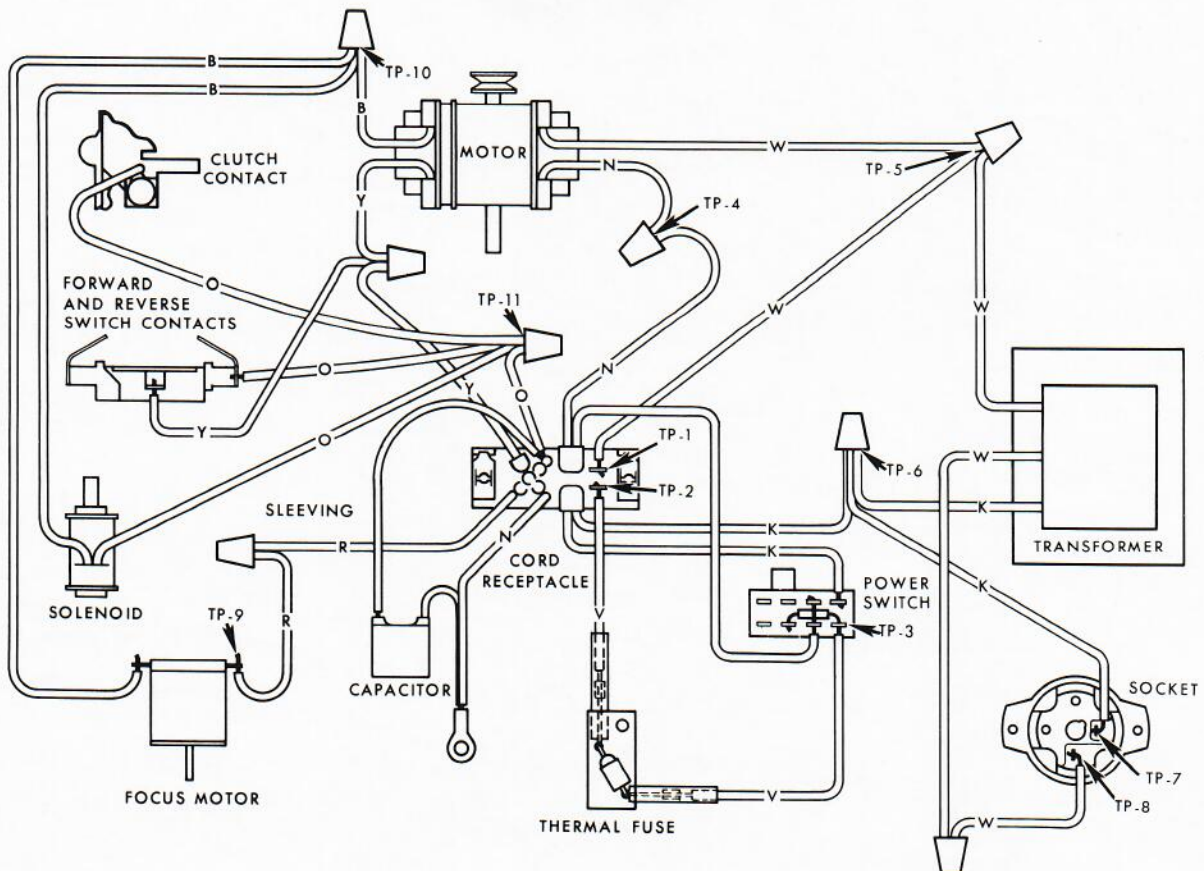 B
TP-10
B
B
MOTOR
W
TP-5
CLUTCH
CONTACT
N
TP-4
Y
FORWARD
AND REVERSE
SWITCH CONTACTS
O
TP-11
W
W
O
N
Y
O
Y
O
TP-1
TP-6
W
TP-2
SLEEVING
K
K
N
R
CORD
RECEPTACLE
K
TRANSFORMER
SOLENOID
POWER
SWITCH
K
TP-9
R
V
TP-3
CAPACITOR
SOCKET
FOCUS MOTOR
TP-7
V
TP-8
THERMAL FUSE
W